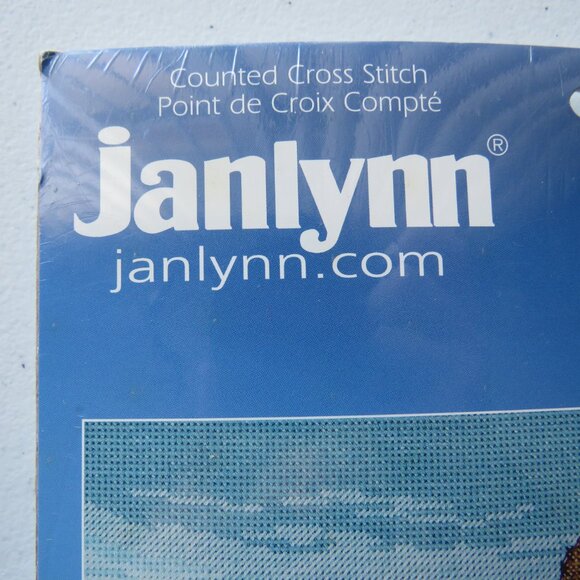 Counted Cross Stitch
Point de Croix Compté
Janlynn®
janlynn.com